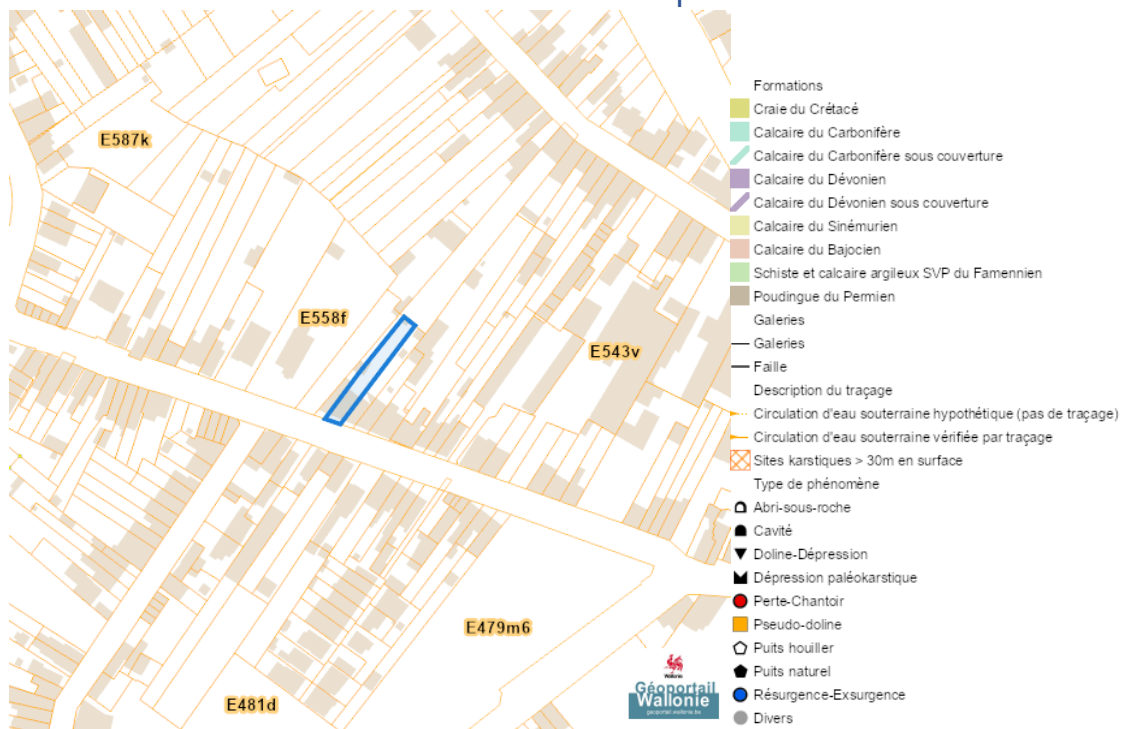 E587k
E558f
E543v
E479m6
E481d
Wallonie
Géoportail
Wallonie
geoportail.wallonie.be
Formations
Craie du Crétacé
Calcaire du Carbonifère
Calcaire du Carbonifère sous couverture
Calcaire du Dévonien
Calcaire du Dévonien sous couverture
Calcaire du Sinémurien
Calcaire du Bajocien
Schiste et calcaire argileux SVP du Famennien
Poudingue du Permien
Galeries
Galeries
Faille
Description du traçage
Circulation d'eau souterraine hypothétique (pas de traçage)
Circulation d'eau souterraine vérifiée par traçage
Sites karstiques > 30m en surface
Type de phénomène
Abri-sous-roche
Cavité
Doline-Dépression
Dépression paléokarstique
Perte-Chantoir
Pseudo-doline
Puits houiller
Puits naturel
Résurgence-Exsurgence
Divers